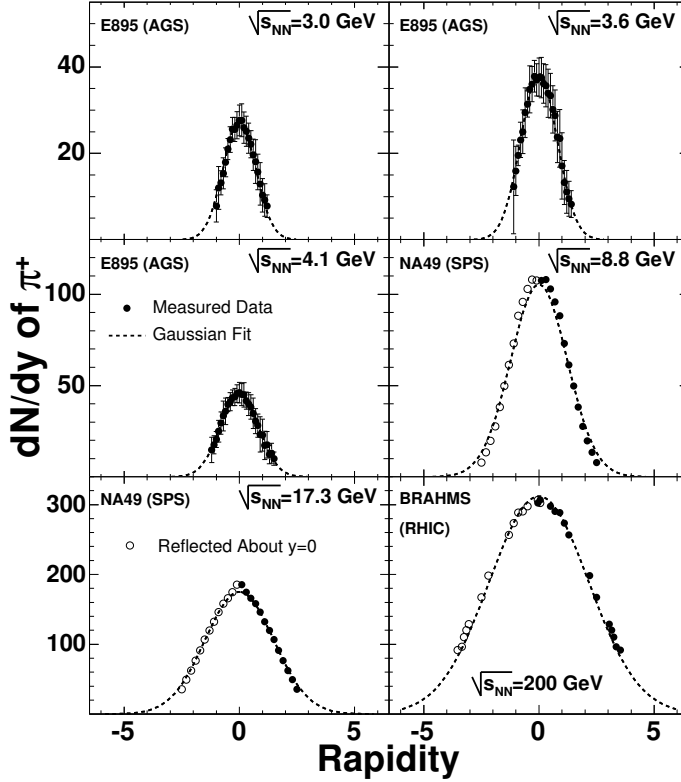 E895 (AGS) √sNN=3.0 GeV
E895 (AGS) √sNN=3.6 GeV
40
20
E895 (AGS) √sNN=4.1 GeV
NA49 (SPS) √sNN=8.8 GeV
100
50
Measured Data
Gaussian Fit
dN/dy of π+
NA49 (SPS) √sNN=17.3 GeV
BRAHMS
(RHIC)
300
200
100
Reflected About y=0
√sNN=200 GeV
-5 0 5 -5 0 5
Rapidity